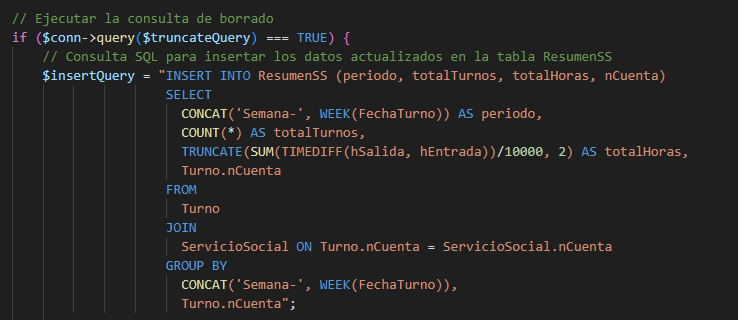 // Ejecutar la consulta de borrado
if ($conn->query($truncateQuery) === TRUE) {
// Consulta SQL para insertar los datos actualizados en la tabla ResumenSS
$insertQuery = "INSERT INTO ResumenSS (periodo, totalTurnos, totalHoras, nCuenta)
SELECT
CONCAT('Semana-', WEEK(FechaTurno)) AS periodo,
COUNT(*) AS totalTurnos,
TRUNCATE(SUM(TIMEDIFF(hSalida, hEntrada))/10000, 2) AS totalHoras,
Turno.nCuenta
FROM
Turno
JOIN
ServicioSocial ON Turno.nCuenta = ServicioSocial.nCuenta
GROUP BY
CONCAT('Semana-', WEEK(FechaTurno)),
Turno.nCuenta";